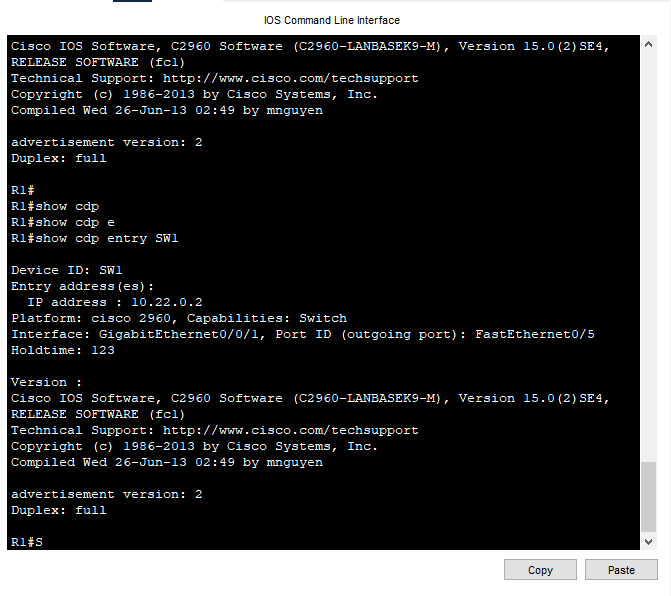 IOS Command Line Interface
Cisco IOS Software, C2960 Software (C2960-LANBASEK9-M), Version 15.0(2)SE4,
RELEASE SOFTWARE (fc1)
Technical Support: http://www.cisco.com/techsupport
Copyright (c) 1986-2013 by Cisco Systems, Inc.
Compiled Wed 26-Jun-13 02:49 by mnguyen
advertisement version: 2
Duplex: full
R1#
R1#show cdp
R1#show cdp e
R1#show cdp entry SW1
Device ID: SW1
Entry address(es):
IP address : 10.22.0.2
Platform: cisco 2960, Capabilities: Switch
Interface: GigabitEthernet0/0/1, Port ID (outgoing port): FastEthernet0/5
Holdtime: 123
Version :
Cisco IOS Software, C2960 Software (C2960-LANBASEK9-M), Version 15.0(2)SE4,
RELEASE SOFTWARE (fc1)
Technical Support: http://www.cisco.com/techsupport
Copyright (c) 1986-2013 by Cisco Systems, Inc.
Compiled Wed 26-Jun-13 02:49 by mnguyen
advertisement version: 2
Duplex: full
R1#S
Copy
Paste